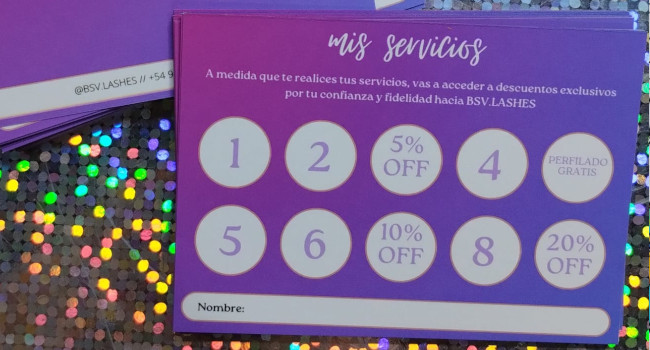 mis servicios
A medida que te realices tus servicios, vas a acceder a descuentos exclusivos
por tu confianza y fidelidad hacia BSV.LASHES
1 2 5% OFF 4 PERFILADO GRATIS
5 6 10% OFF 8 20% OFF
Nombre:
@BSV.LASHES // +54 9